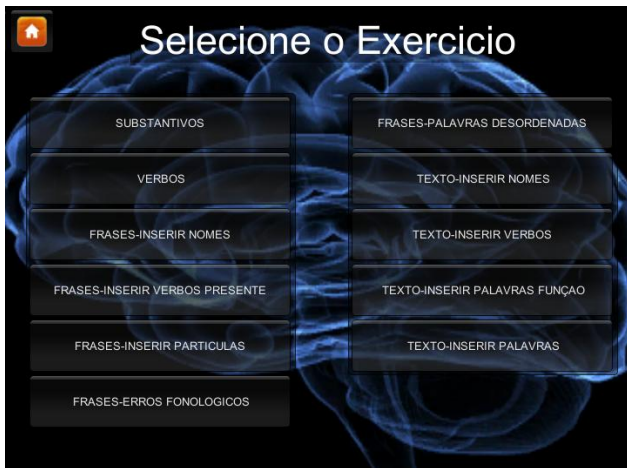 Selecione o Exercicio
SUBSTANTIVOS
VERBOS
FRASES-INSERIR NOMES
FRASES-INSERIR VERBOS PRESENTE
FRASES-INSERIR PARTICULAS
FRASES-ERROS FONOLOGICOS
FRASES-PALAVRAS DESORDENADAS
TEXTO-INSERIR NOMES
TEXTO-INSERIR VERBOS
TEXTO-INSERIR PALAVRAS FUNÇAO
TEXTO-INSERIR PALAVRAS